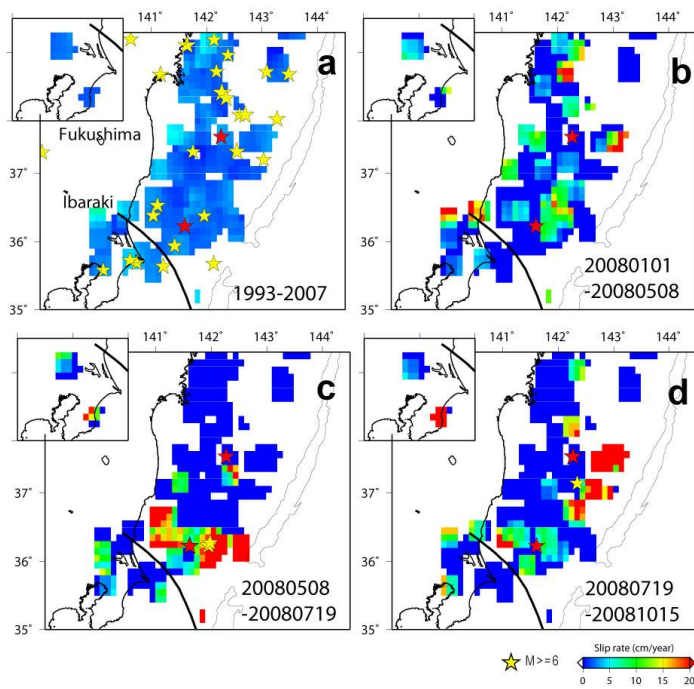 141° 142° 143° 144°
141° 142° 143° 144°
a
b
Fukushima
37°
37°
Ibaraki
36°
36°
1993-2007
20080101
-20080508
35°
35°
141° 142° 143° 144°
141° 142° 143° 144°
c
d
37°
37°
36°
36°
20080508
-20080719
20080719
-20081015
35°
35°
M>=6
Slip rate (cm/year)
0 5 10 15 20